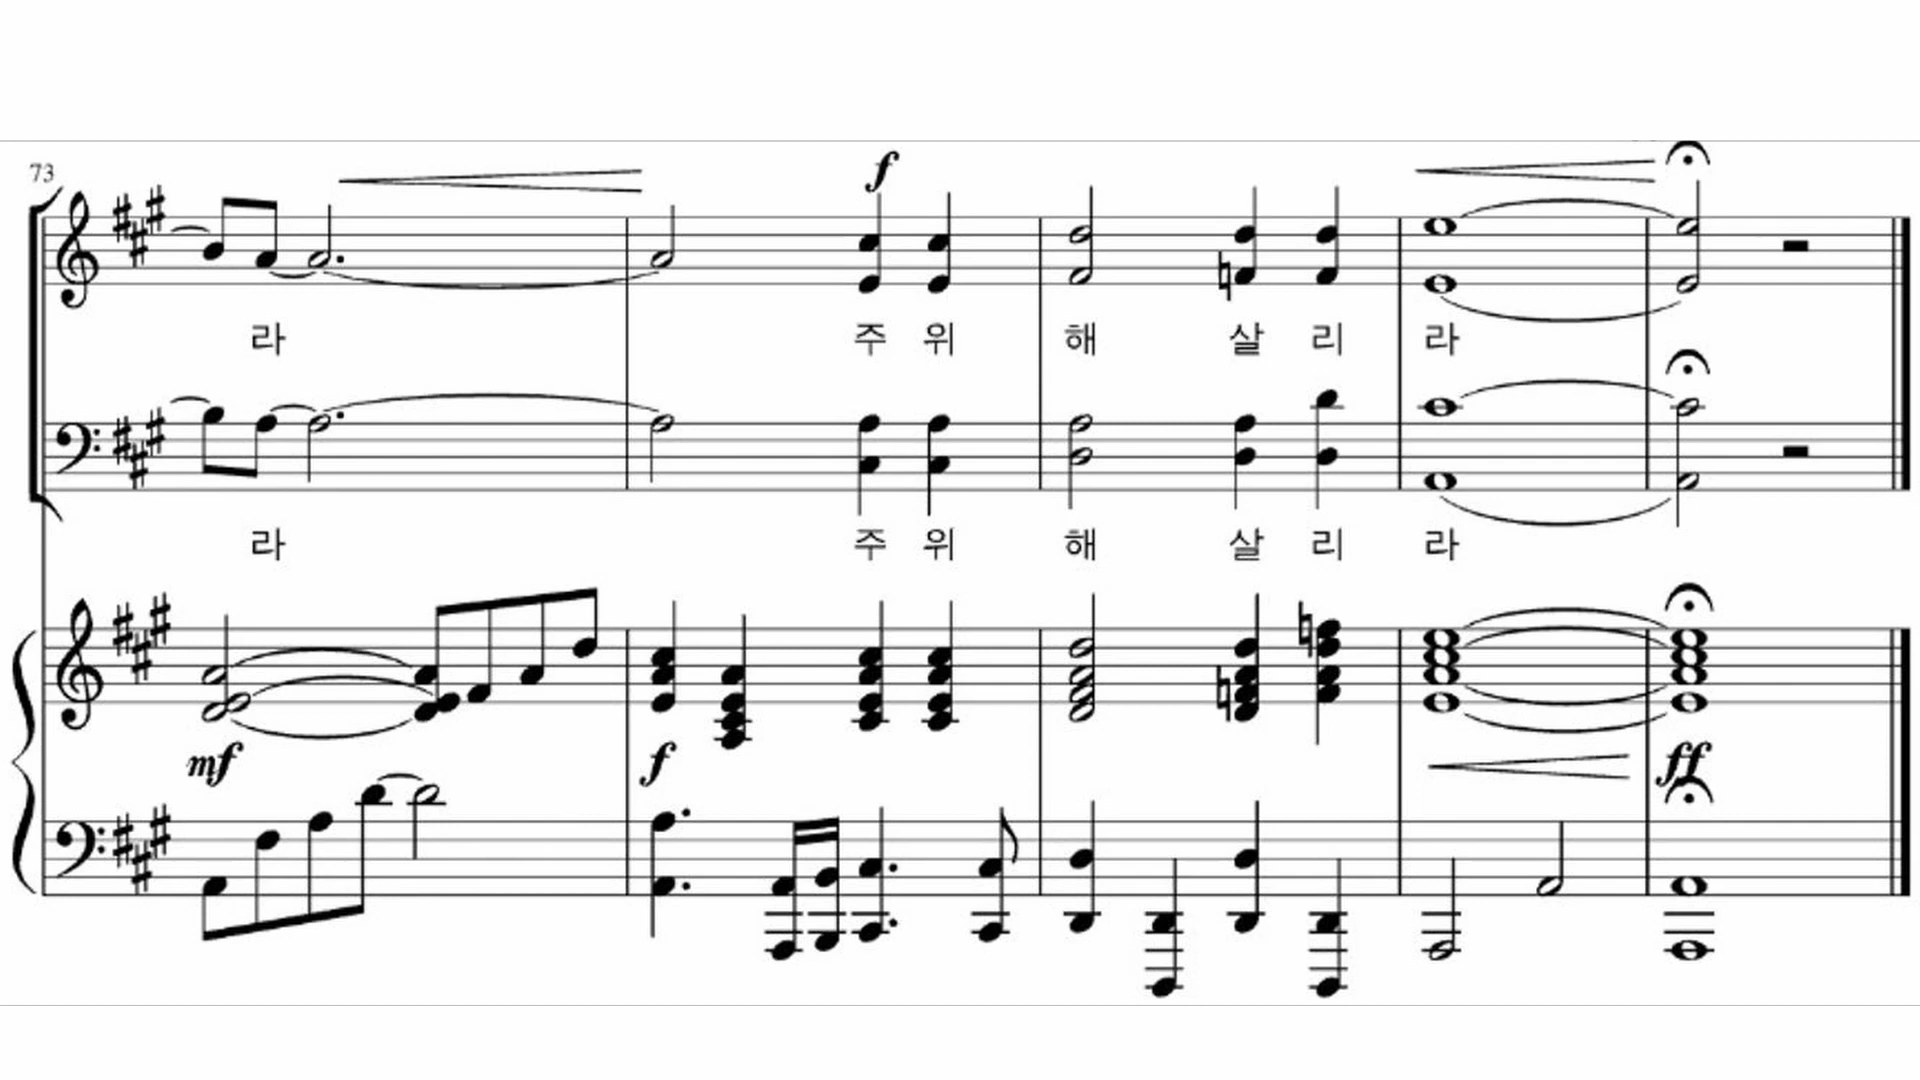 73
f
라 주 위 해 살 리 라
라 주 위 해 살 리 라
mf f ff